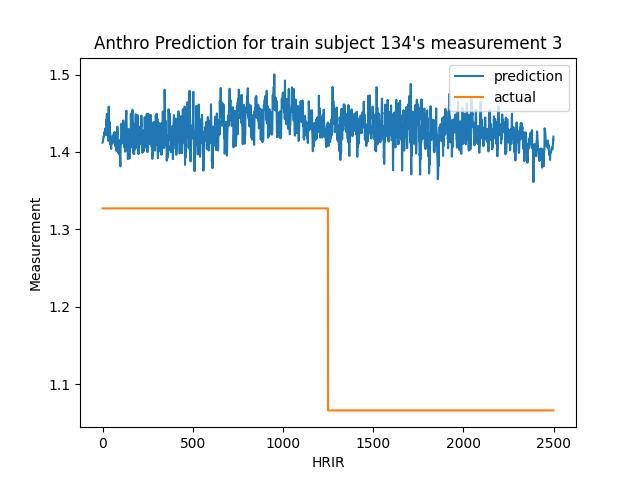 Anthro Prediction for train subject 134's measurement 3
prediction
actual
1.5
1.4
1.3
1.2
1.1
Measurement
0
500
1000
1500
2000
2500
HRIR